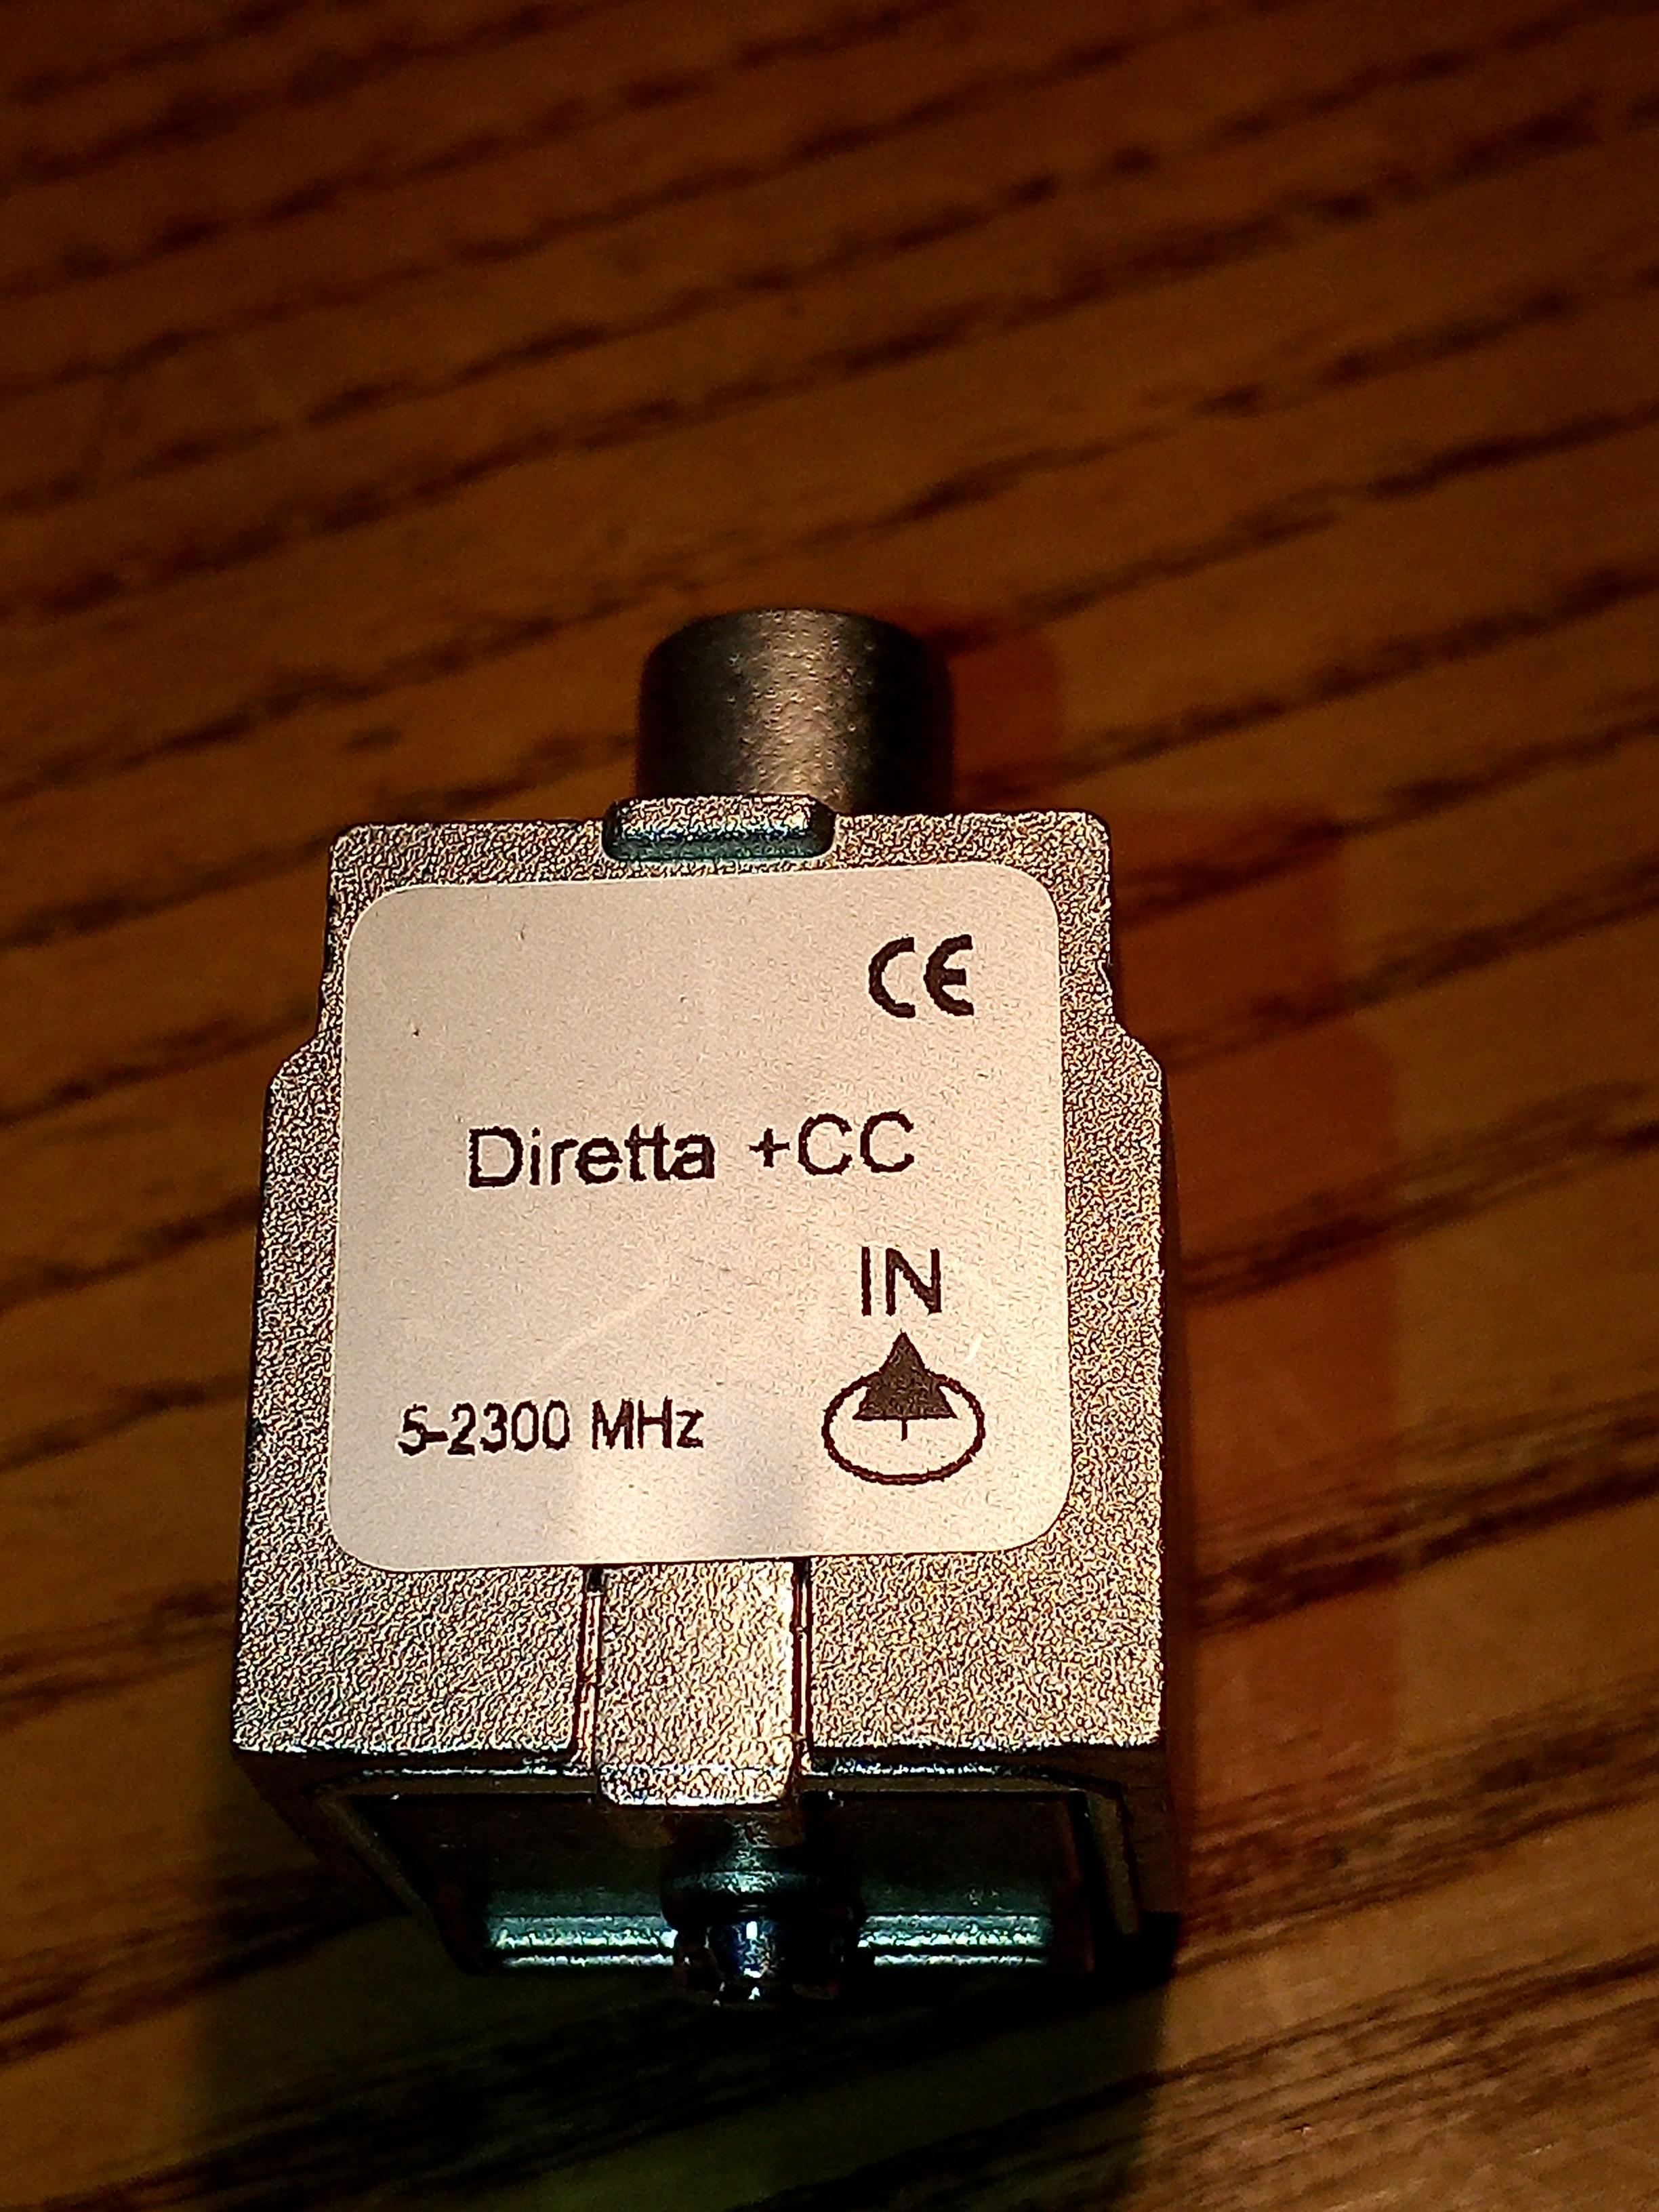 CE
Diretta +CC
IN
5-2300 MHz